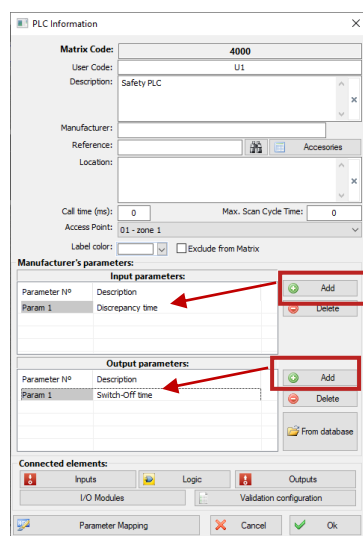 PLC Information
Matrix Code: 4000
User Code: U1
Description: Safety PLC
Manufacturer:
Reference: Accesories
Location:
Call time (ms): 0 Max. Scan Cycle Time: 0
Access Point: 01 - zone 1
Label color: Exclude from Matrix
Manufacturer's parameters:
Input parameters:
Parameter Nº Description Add
Param 1 Discrepancy time Delete
Output parameters:
Parameter Nº Description Add
Param 1 Switch-Off time Delete
From database
Connected elements:
Inputs Logic Outputs
I/O Modules Validation configuration
Parameter Mapping Cancel Ok